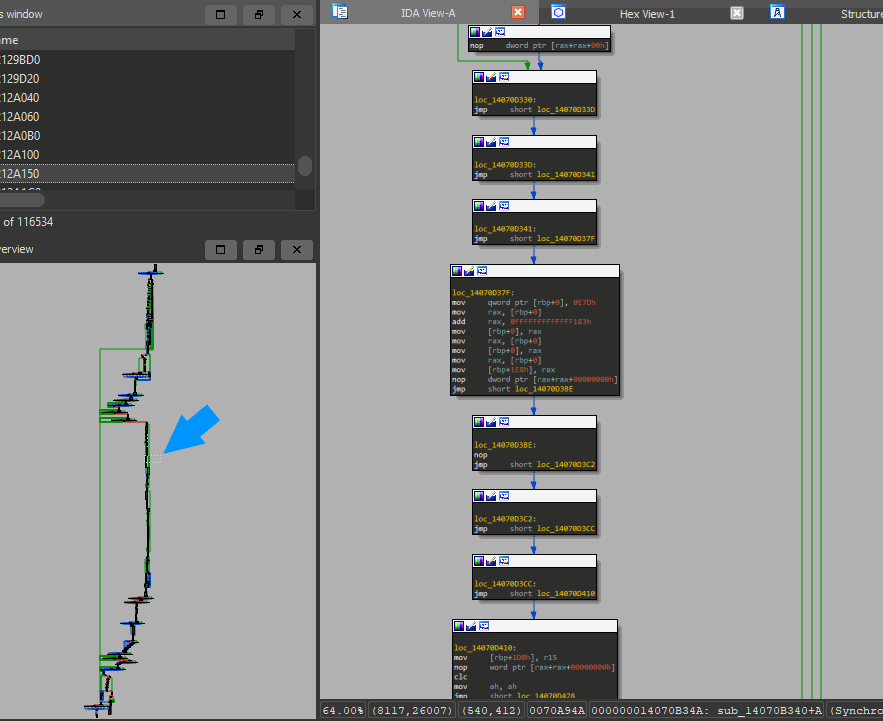 s window
me
129BD0
129D20
12A040
12A060
12A0B0
12A100
12A150
of 116534
erview
IDA View-A
Hex View-1
Structure
nop dword ptr [rax+rax+00h]
loc_14070D330:
jmp short loc_14070D33D
loc_14070D33D:
jmp short loc_14070D341
loc_14070D341:
jmp short loc_14070D37F
loc_14070D37F:
mov qword ptr [rbp+0], 0E7Dh
mov rax, [rbp+0]
add rax, 0FFFFFFFFFFFFF183h
mov [rbp+0], rax
mov rax, [rbp+0]
mov [rbp+0], rax
mov rax, [rbp+0]
mov [rbp+1E8h], rax
nop dword ptr [rax+rax+00000000h]
jmp short loc_14070D3BE
loc_14070D3BE:
nop
jmp short loc_14070D3C2
loc_14070D3C2:
jmp short loc_14070D3CC
loc_14070D3CC:
jmp short loc_14070D410
loc_14070D410:
mov [rbp+1D0h], r15
nop word ptr [rax+rax+00000000h]
clc
mov ah, ah
jmp short loc_14070D428
64.00% (8117,26007) (540,412) 0070A94A 000000014070B34A: sub_14070B340+A (Synchro